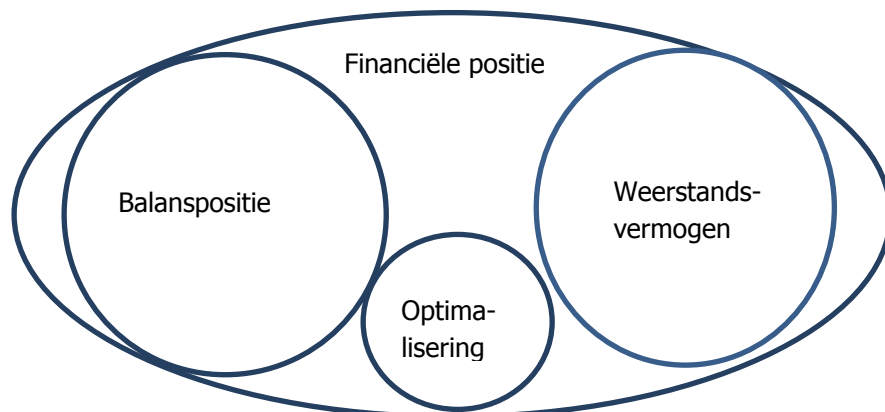 Financiële positie
Balanspositie
Weerstands-
vermogen
Optima-
lisering